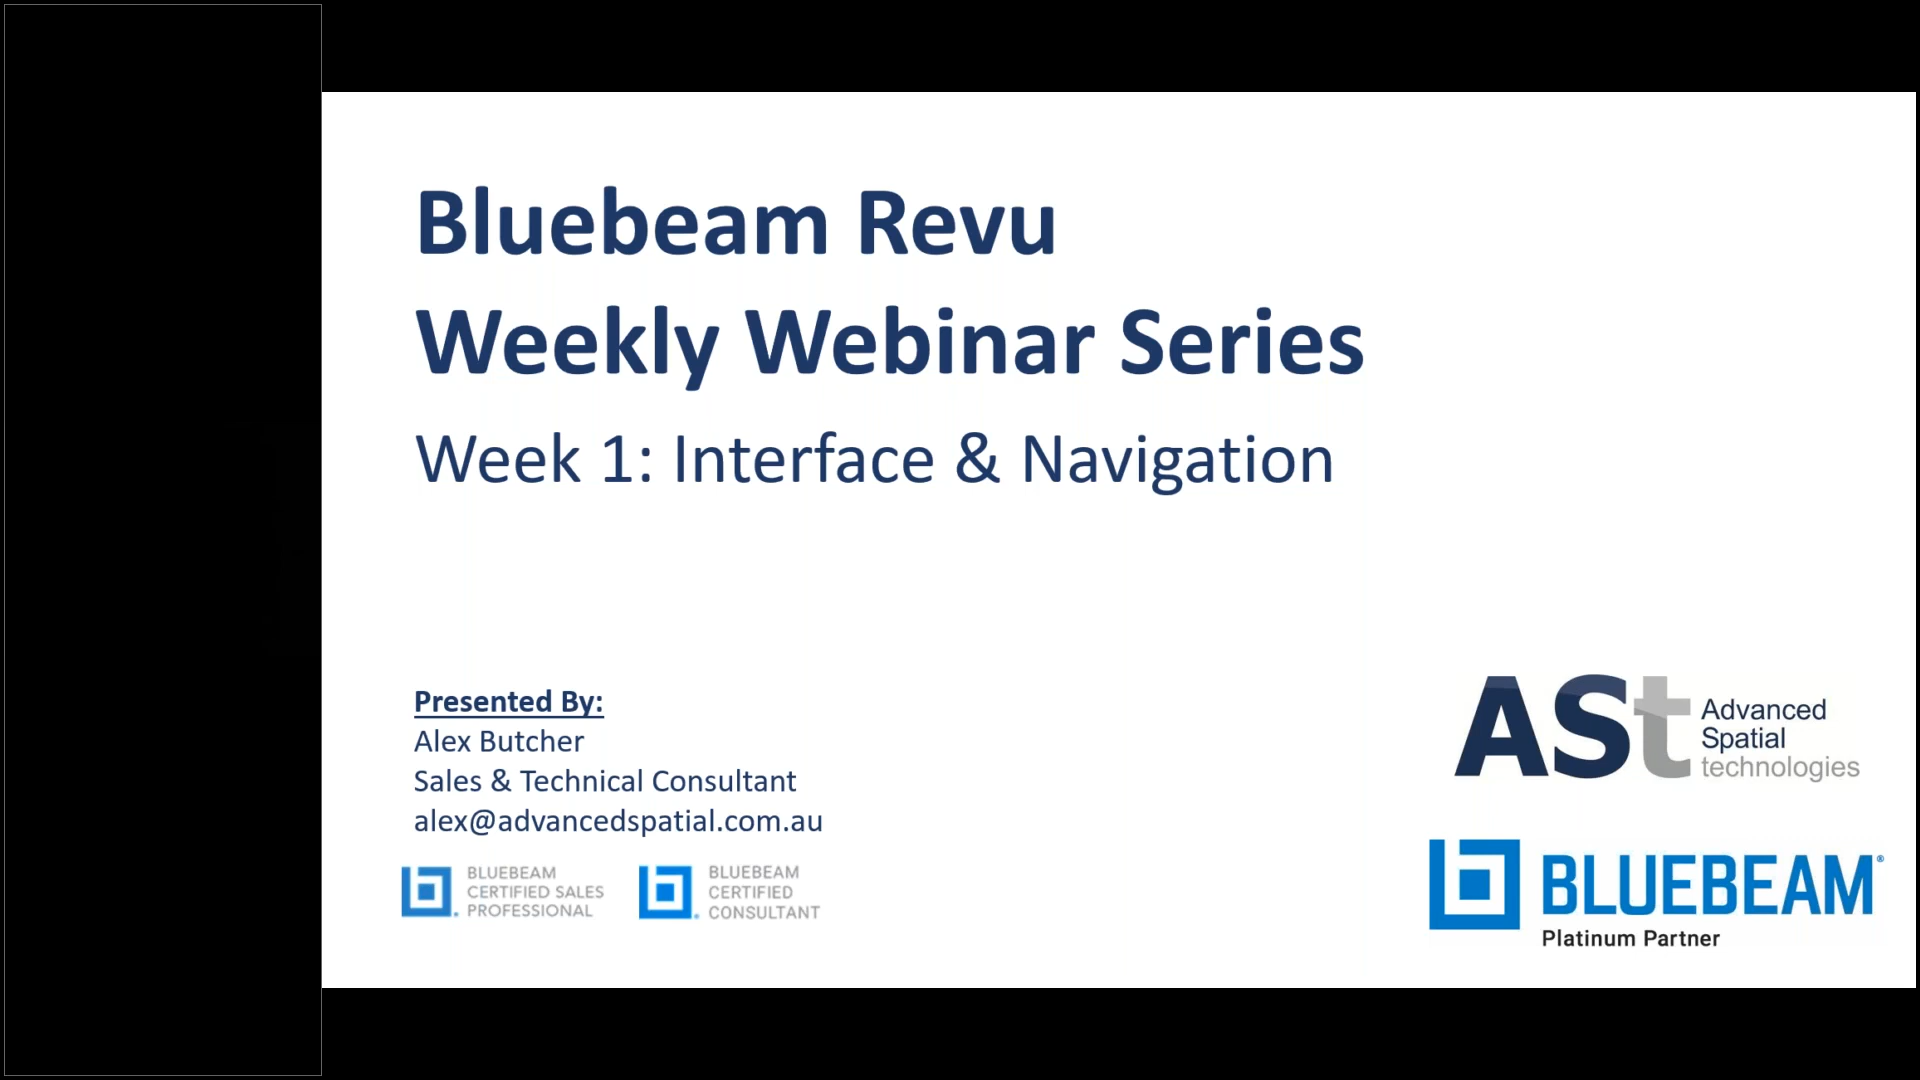 Bluebeam Revu
Weekly Webinar Series
Week 1: Interface & Navigation
Presented By:
Alex Butcher
Sales & Technical Consultant
alex@advancedspatial.com.au
BLUEBEAM
CERTIFIED SALES
PROFESSIONAL
BLUEBEAM
CERTIFIED
CONSULTANT
ASt
Advanced
Spatial
technologies
BLUEBEAM®
Platinum Partner